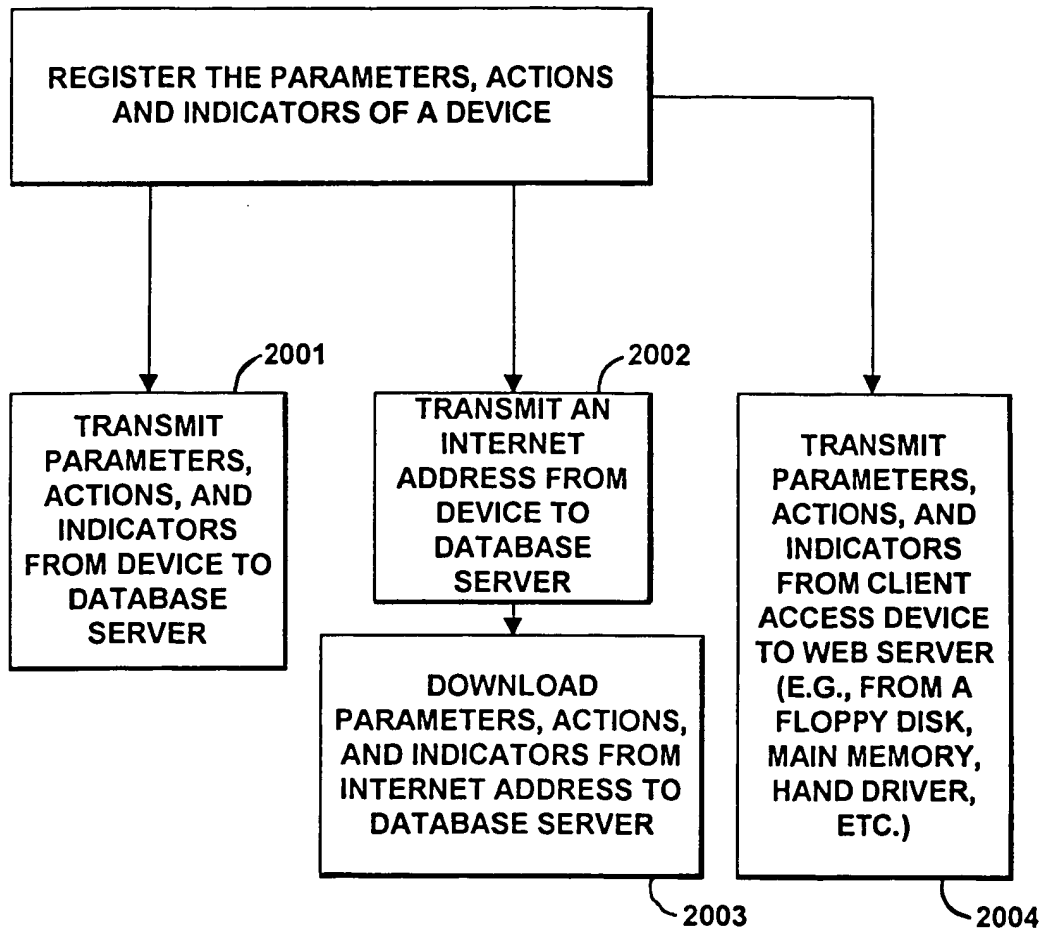 REGISTER THE PARAMETERS, ACTIONS
AND INDICATORS OF A DEVICE
2001
TRANSMIT
PARAMETERS,
ACTIONS, AND
INDICATORS
FROM DEVICE TO
DATABASE
SERVER
2002
TRANSMIT AN
INTERNET
ADDRESS FROM
DEVICE TO
DATABASE
SERVER
DOWNLOAD
PARAMETERS, ACTIONS,
AND INDICATORS FROM
INTERNET ADDRESS TO
DATABASE SERVER
2003
TRANSMIT
PARAMETERS,
ACTIONS, AND
INDICATORS
FROM CLIENT
ACCESS DEVICE
TO WEB SERVER
(E.G., FROM A
FLOPPY DISK,
MAIN MEMORY,
HAND DRIVER,
ETC.)
2004